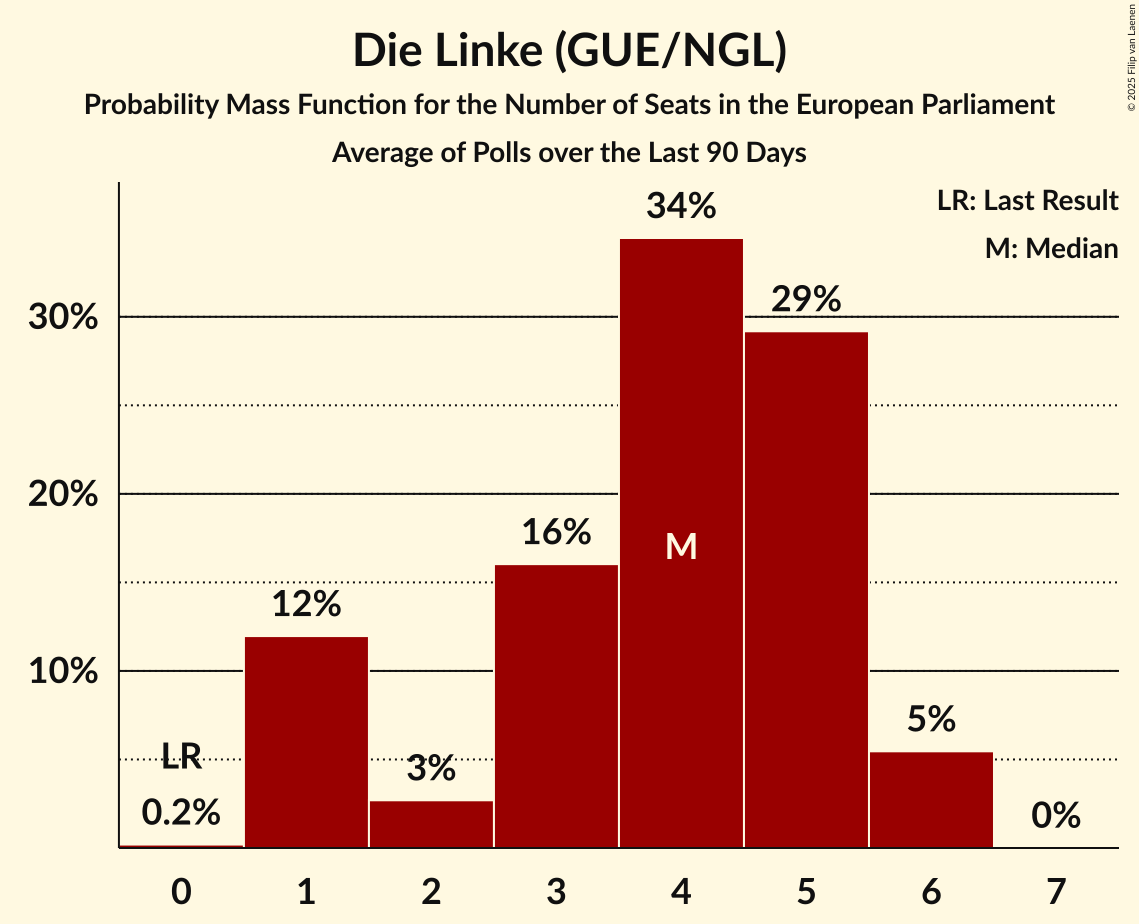 Die Linke (GUE/NGL)
Probability Mass Function for the Number of Seats in the European Parliament
Average of Polls over the Last 90 Days
© 2025 Filip van Laenen
LR: Last Result
M: Median
34%
29%
30%
20%
16%
M
12%
10%
5%
LR
3%
0.2%
0%
0 1 2 3 4 5 6 7